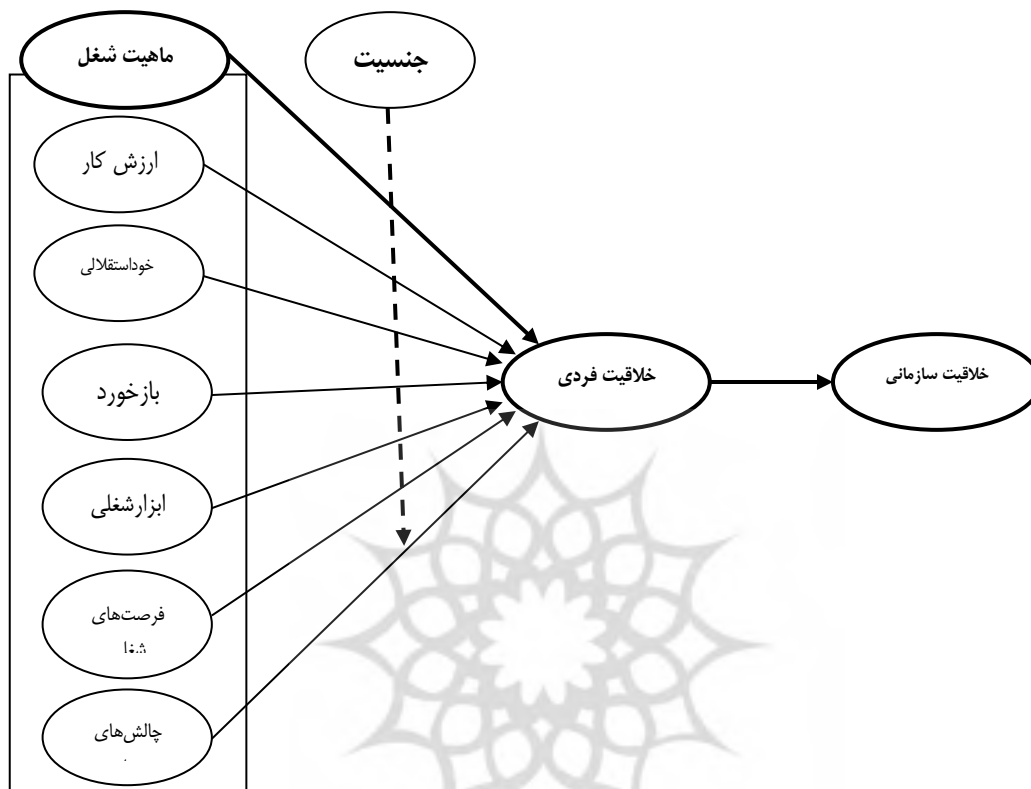 ماهیت شغل
جنسیت
ارزش کار
خوداستقلالی
بازخورد
خلاقیت فردی
خلاقیت سازمانی
ابزارشغلی
فرصت‌های
چالش‌های